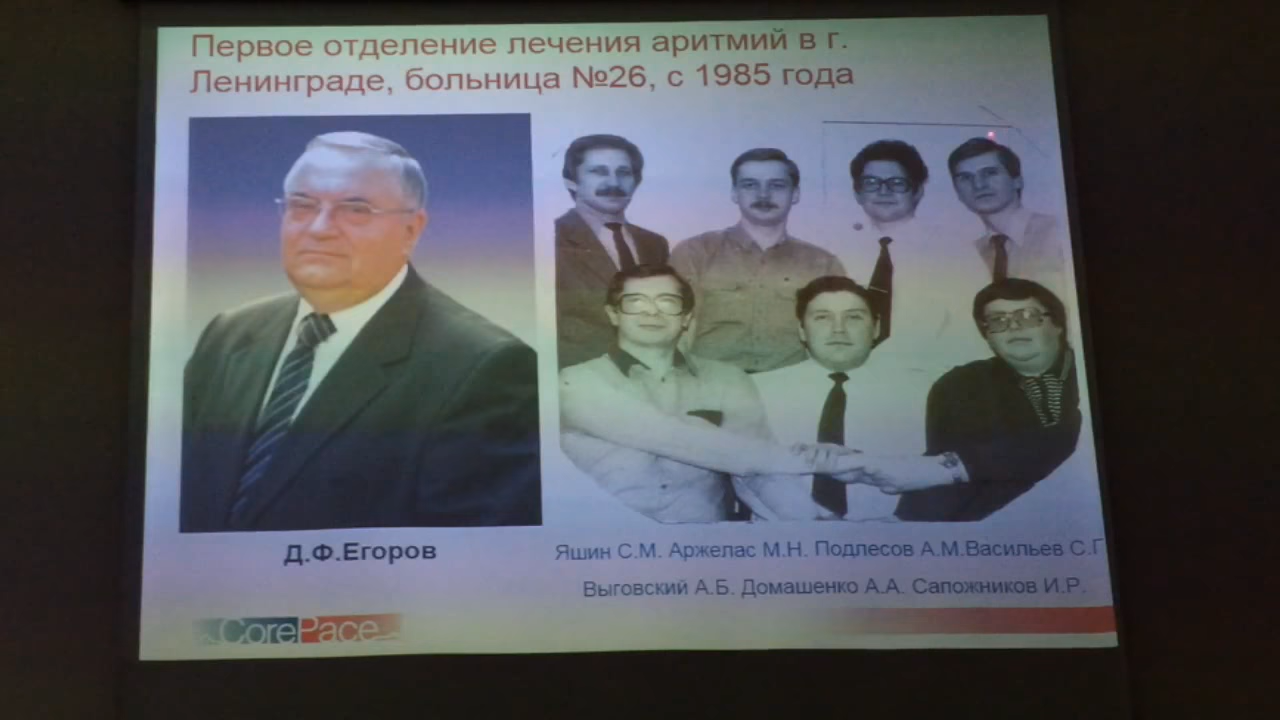 Первое отделение лечения аритмий в г.
Ленинграде, больница №26, с 1985 года
Д.Ф.Егоров
Яшин С.М. Аржелас М.Н. Подлесов А.М.Васильев С.Г
Выговский А.Б. Домашенко А.А. Сапожников И.Р.
CorePace